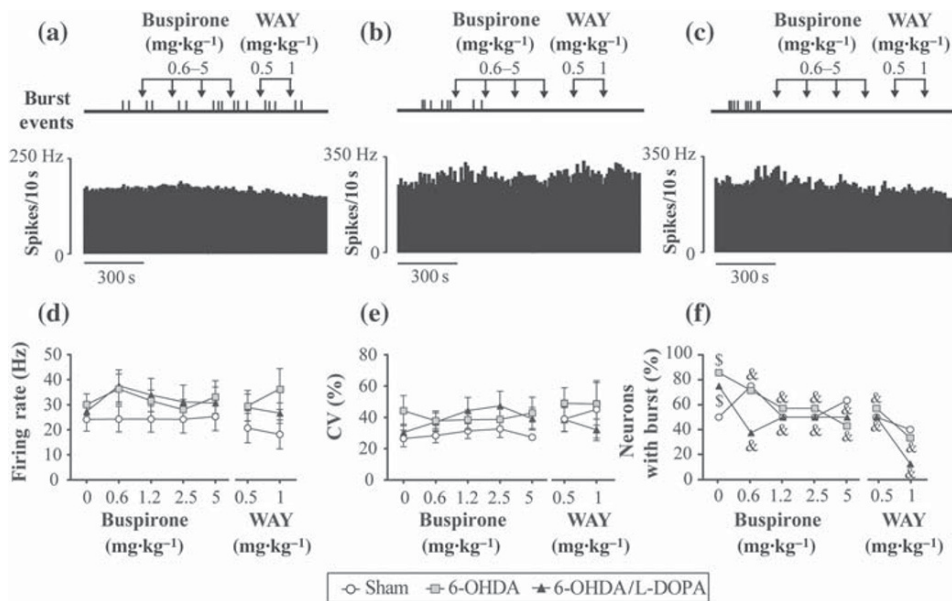 (a) Buspirone WAY (b) Buspirone WAY (c) Buspirone WAY
(mg·kg−1) (mg·kg−1) (mg·kg−1) (mg·kg−1) (mg·kg−1) (mg·kg−1)
0.6–5 0.5 1 0.6–5 0.5 1 0.6–5 0.5 1
Burst
events
250 Hz 350 Hz 350 Hz
Spikes/10 s Spikes/10 s Spikes/10 s
0 0 0
300 s 300 s 300 s
(d) (e) (f)
Firing rate (Hz)
50
40
30
20
10
0
0 0.6 1.2 2.5 5 0.5 1
Buspirone WAY
(mg·kg−1) (mg·kg−1)
CV (%)
80
60
40
20
0
0 0.6 1.2 2.5 5 0.5 1
Buspirone WAY
(mg·kg−1) (mg·kg−1)
Neurons
with burst (%)
100
80
60
40
20
0
$ & & & & $ & & & & & & & &
0 0.6 1.2 2.5 5 0.5 1
Buspirone WAY
(mg·kg−1) (mg·kg−1)
Sham 6-OHDA 6-OHDA/L-DOPA